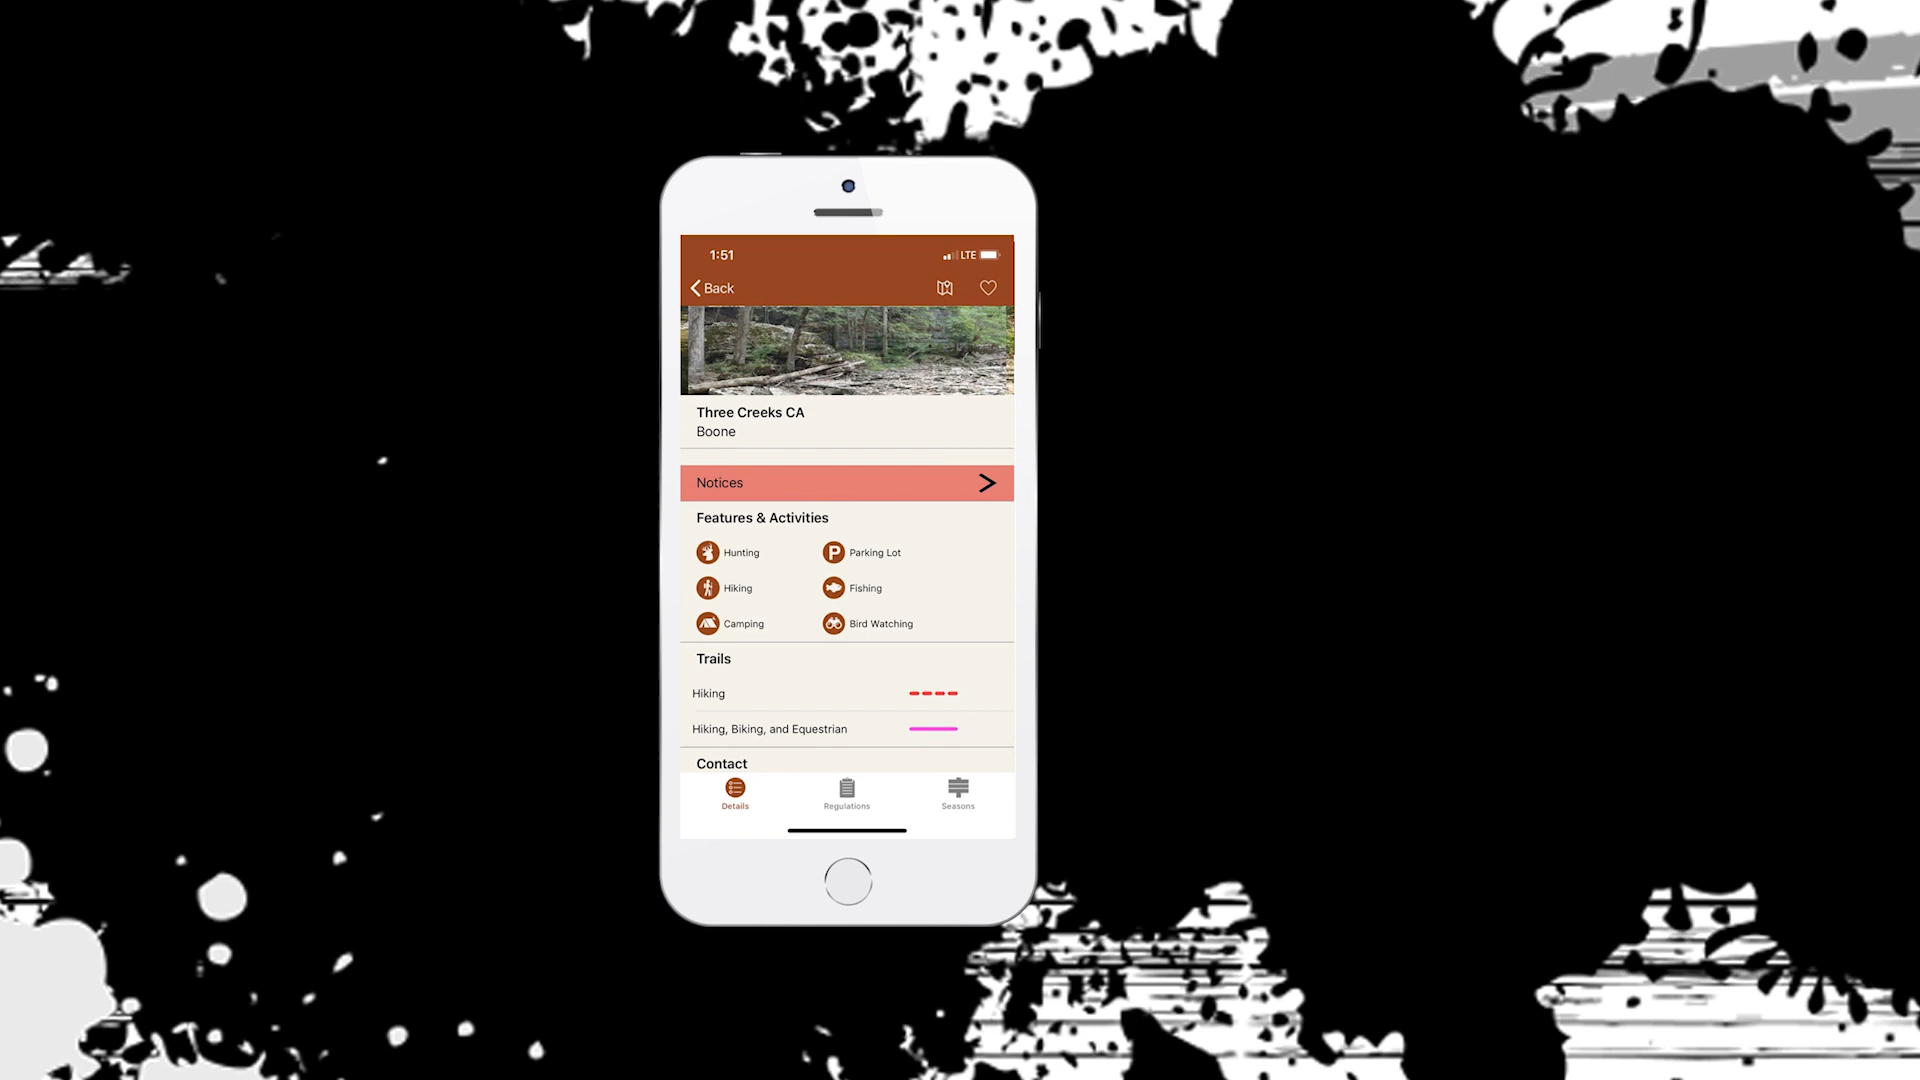 1:51
LTE
Back
Three Creeks CA
Boone
Notices
Features & Activities
Hunting
Parking Lot
Hiking
Fishing
Camping
Bird Watching
Trails
Hiking
Hiking, Biking, and Equestrian
Contact
Details
Regulations
Seasons